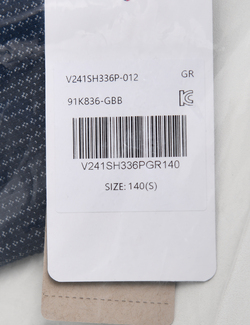 V241SH336P-012 GR
91K836-GBB
V241SH336PGR140
SIZE: 140(S)